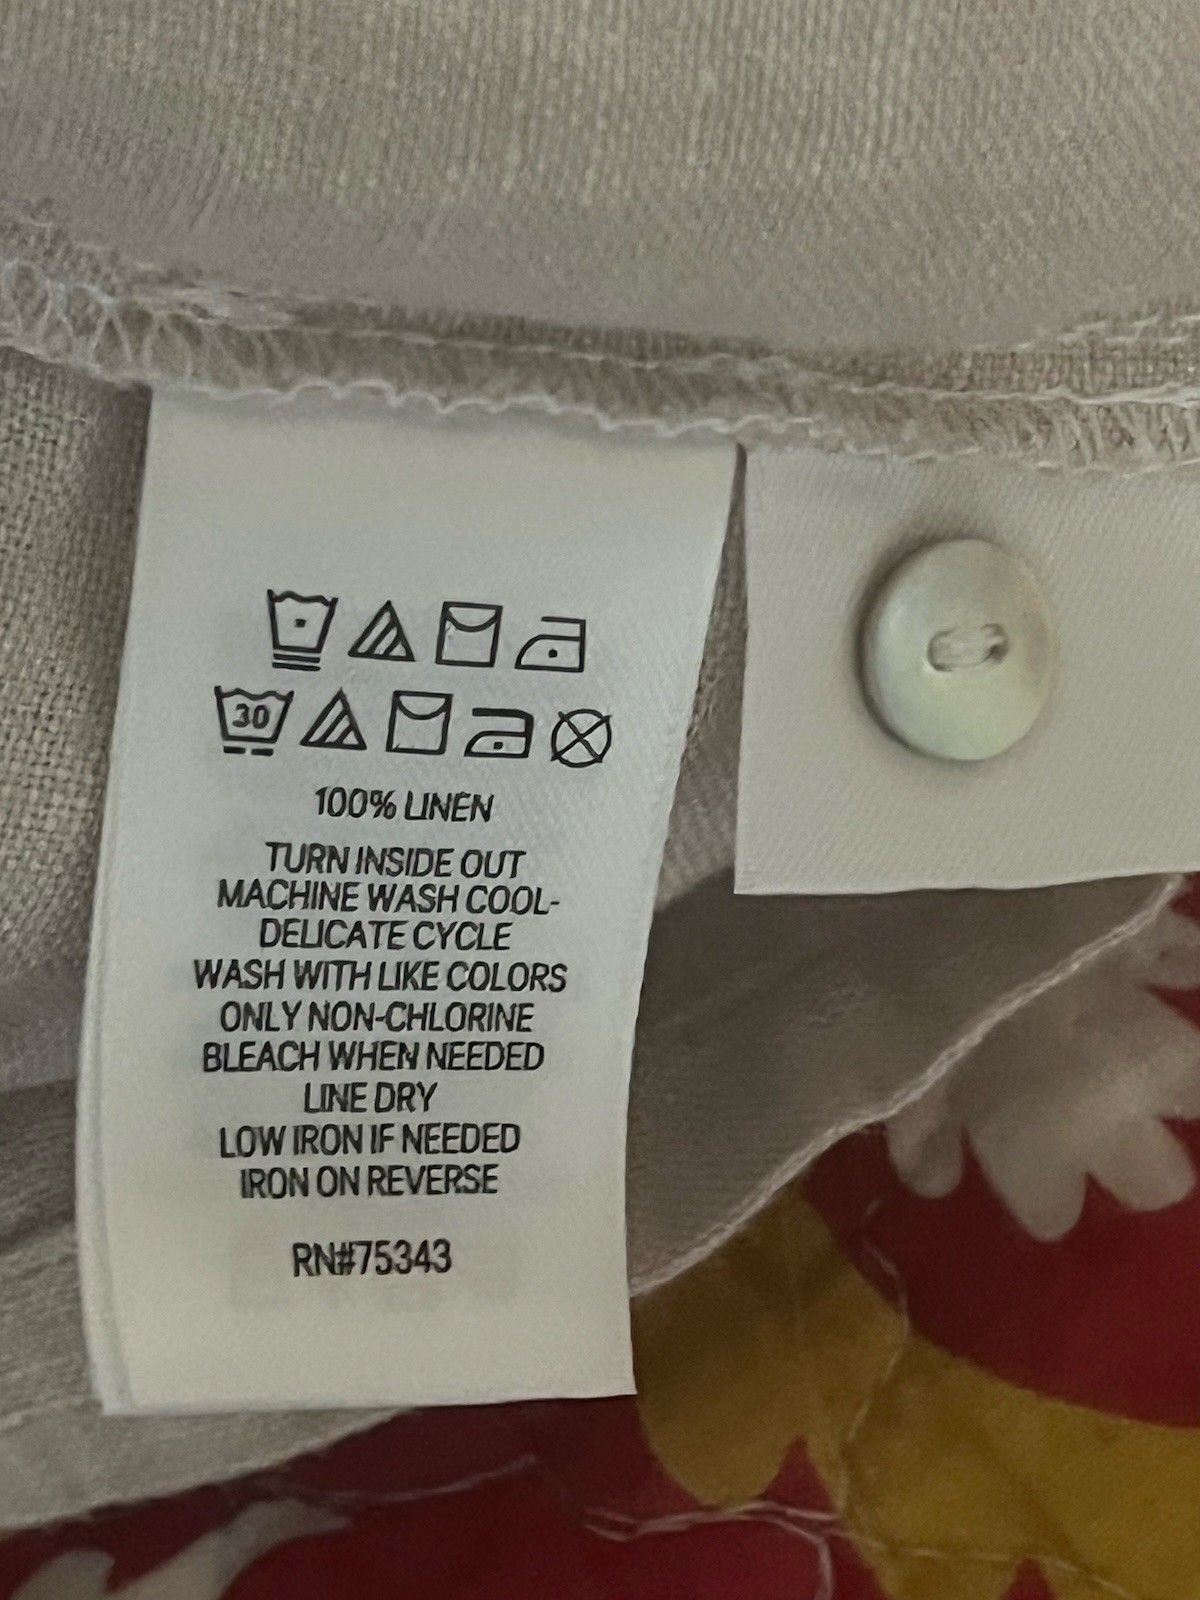 30
100% LINEN
TURN INSIDE OUT
MACHINE WASH COOL-
DELICATE CYCLE
WASH WITH LIKE COLORS
ONLY NON-CHLORINE
BLEACH WHEN NEEDED
LINE DRY
LOW IRON IF NEEDED
IRON ON REVERSE
RN#75343